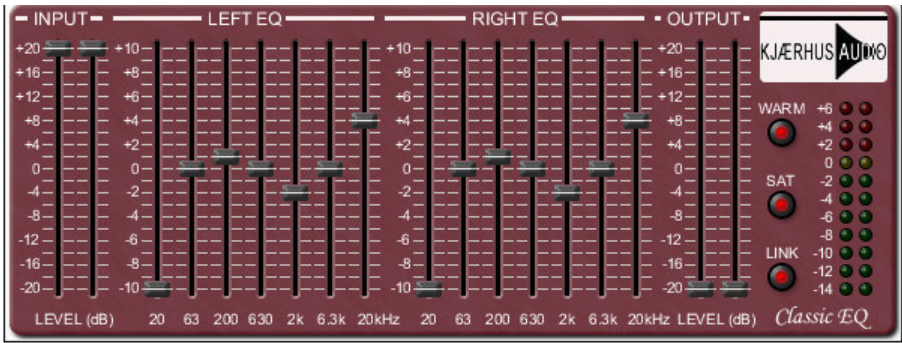 INPUT LEFT EQ RIGHT EQ OUTPUT
+20 +10 +10 +20
KJÆRHUS AUDIO
+16 +8 +8 +16
+12 +6 +6 +12
WARM +6
+8 +4 +4 +8
+4
+4 +2 +2 +4
+2
0 0 0 0
0
SAT -2
-4 -2 -2 -4
-4
-8 -4 -4 -8
-6
-8
-12 -6 -6 -12
LINK -10
-16 -8 -8 -16
-12
-20 -10 -10 -20
-14
LEVEL (dB) 20 63 200 630 2k 6.3k 20kHz 20 63 200 630 2k 6.3k 20kHz LEVEL (dB)
Classic EQ